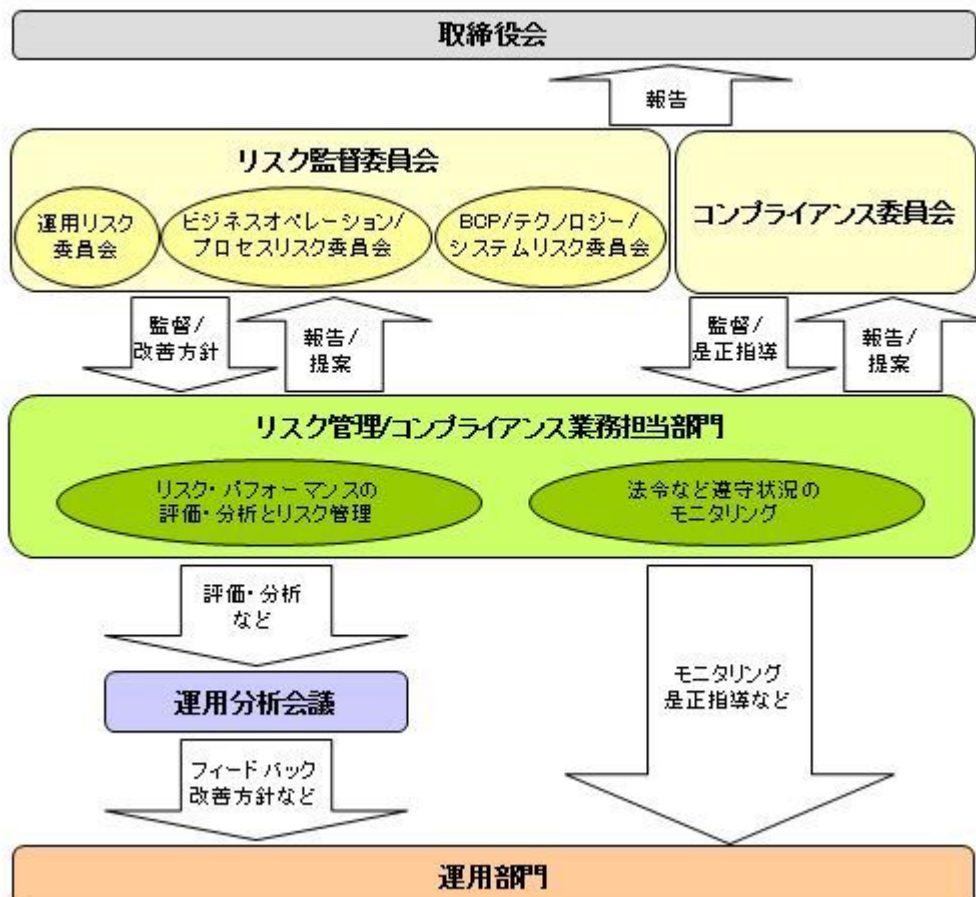 取締役会
報告
リスク監督委員会
運用リスク
委員会
ビジネスオペレーション/
プロセスリスク委員会
BCP/テクノロジー/
システムリスク委員会
コンプライアンス委員会
監督/
改善方針
報告/
提案
監督/
是正指導
報告/
提案
リスク管理/コンプライアンス業務担当部門
リスク・パフォーマンスの
評価・分析とリスク管理
法令など遵守状況の
モニタリング
評価・分析
など
運用分析会議
モニタリング
是正指導など
フィードバック
改善方針など
運用部門